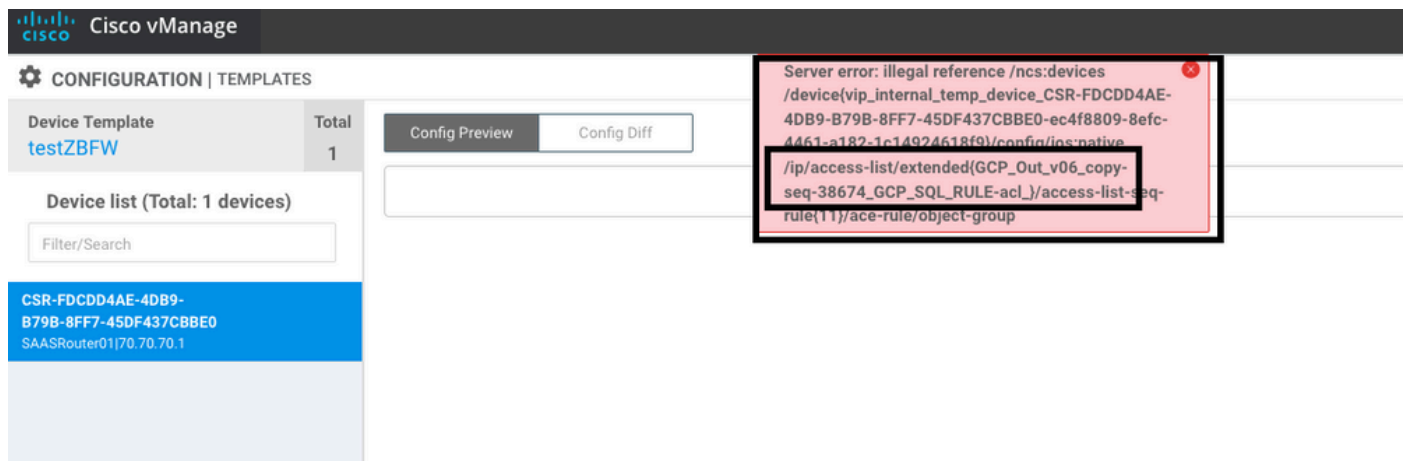 cisco
Cisco vManage
CONFIGURATION | TEMPLATES
Device Template
testZBFW
Total
1
Device list (Total: 1 devices)
Filter/Search
CSR-FDCDD4AE-4DB9-
B79B-8FF7-45DF437CBBE0
SAASRouter01|70.70.70.1
Config Preview
Config Diff
Server error: illegal reference /ncs:devices
/device{vip_internal_temp_device_CSR-FDCDD4AE-
4DB9-B79B-8FF7-45DF437CBBE0-ec4f8809-8efc-
4461-a182-1c14924618f9}/config/ios:native
/ip/access-list/extended{GCP_Out_v06_copy-
seq-38674_GCP_SQL_RULE-acl_}/access-list-seq-
rule{11}/ace-rule/object-group